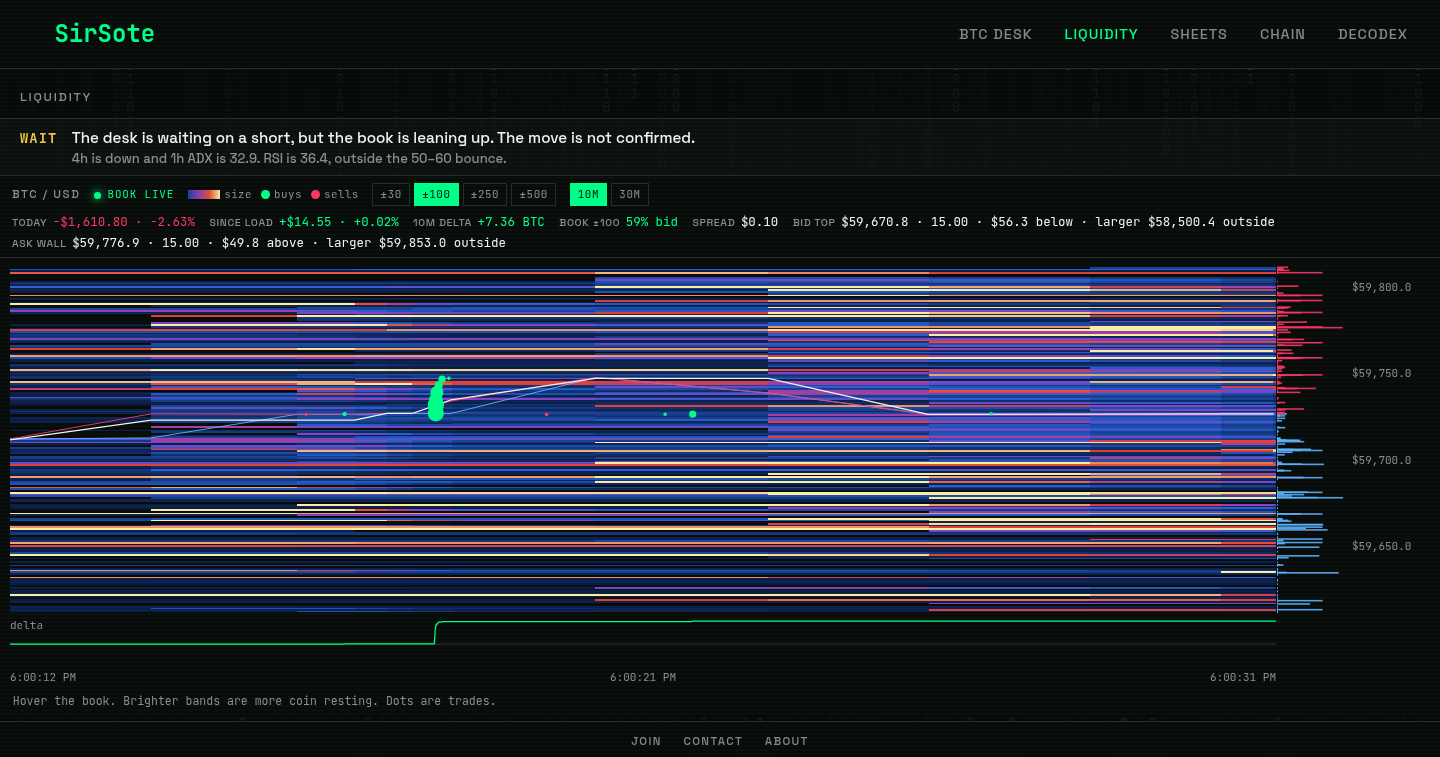 SirSote
BTC DESK LIQUIDITY SHEETS CHAIN DECODEX
LIQUIDITY
WAIT The desk is waiting on a short, but the book is leaning up. The move is not confirmed.
4h is down and 1h ADX is 32.9. RSI is 36.4, outside the 50–60 bounce.
BTC / USD BOOK LIVE size buys sells ±30 ±100 ±250 ±500 10M 30M
TODAY -$1,610.80 · -2.63% SINCE LOAD +$14.55 · +0.02% 10M DELTA +7.36 BTC BOOK ±100 59% bid SPREAD $0.10 BID TOP $59,670.8 · 15.00 · $56.3 below · larger $58,500.4 outside
ASK WALL $59,776.9 · 15.00 · $49.8 above · larger $59,853.0 outside
$59,800.0
$59,750.0
$59,700.0
$59,650.0
delta
6:00:12 PM 6:00:21 PM 6:00:31 PM
Hover the book. Brighter bands are more coin resting. Dots are trades.
JOIN CONTACT ABOUT